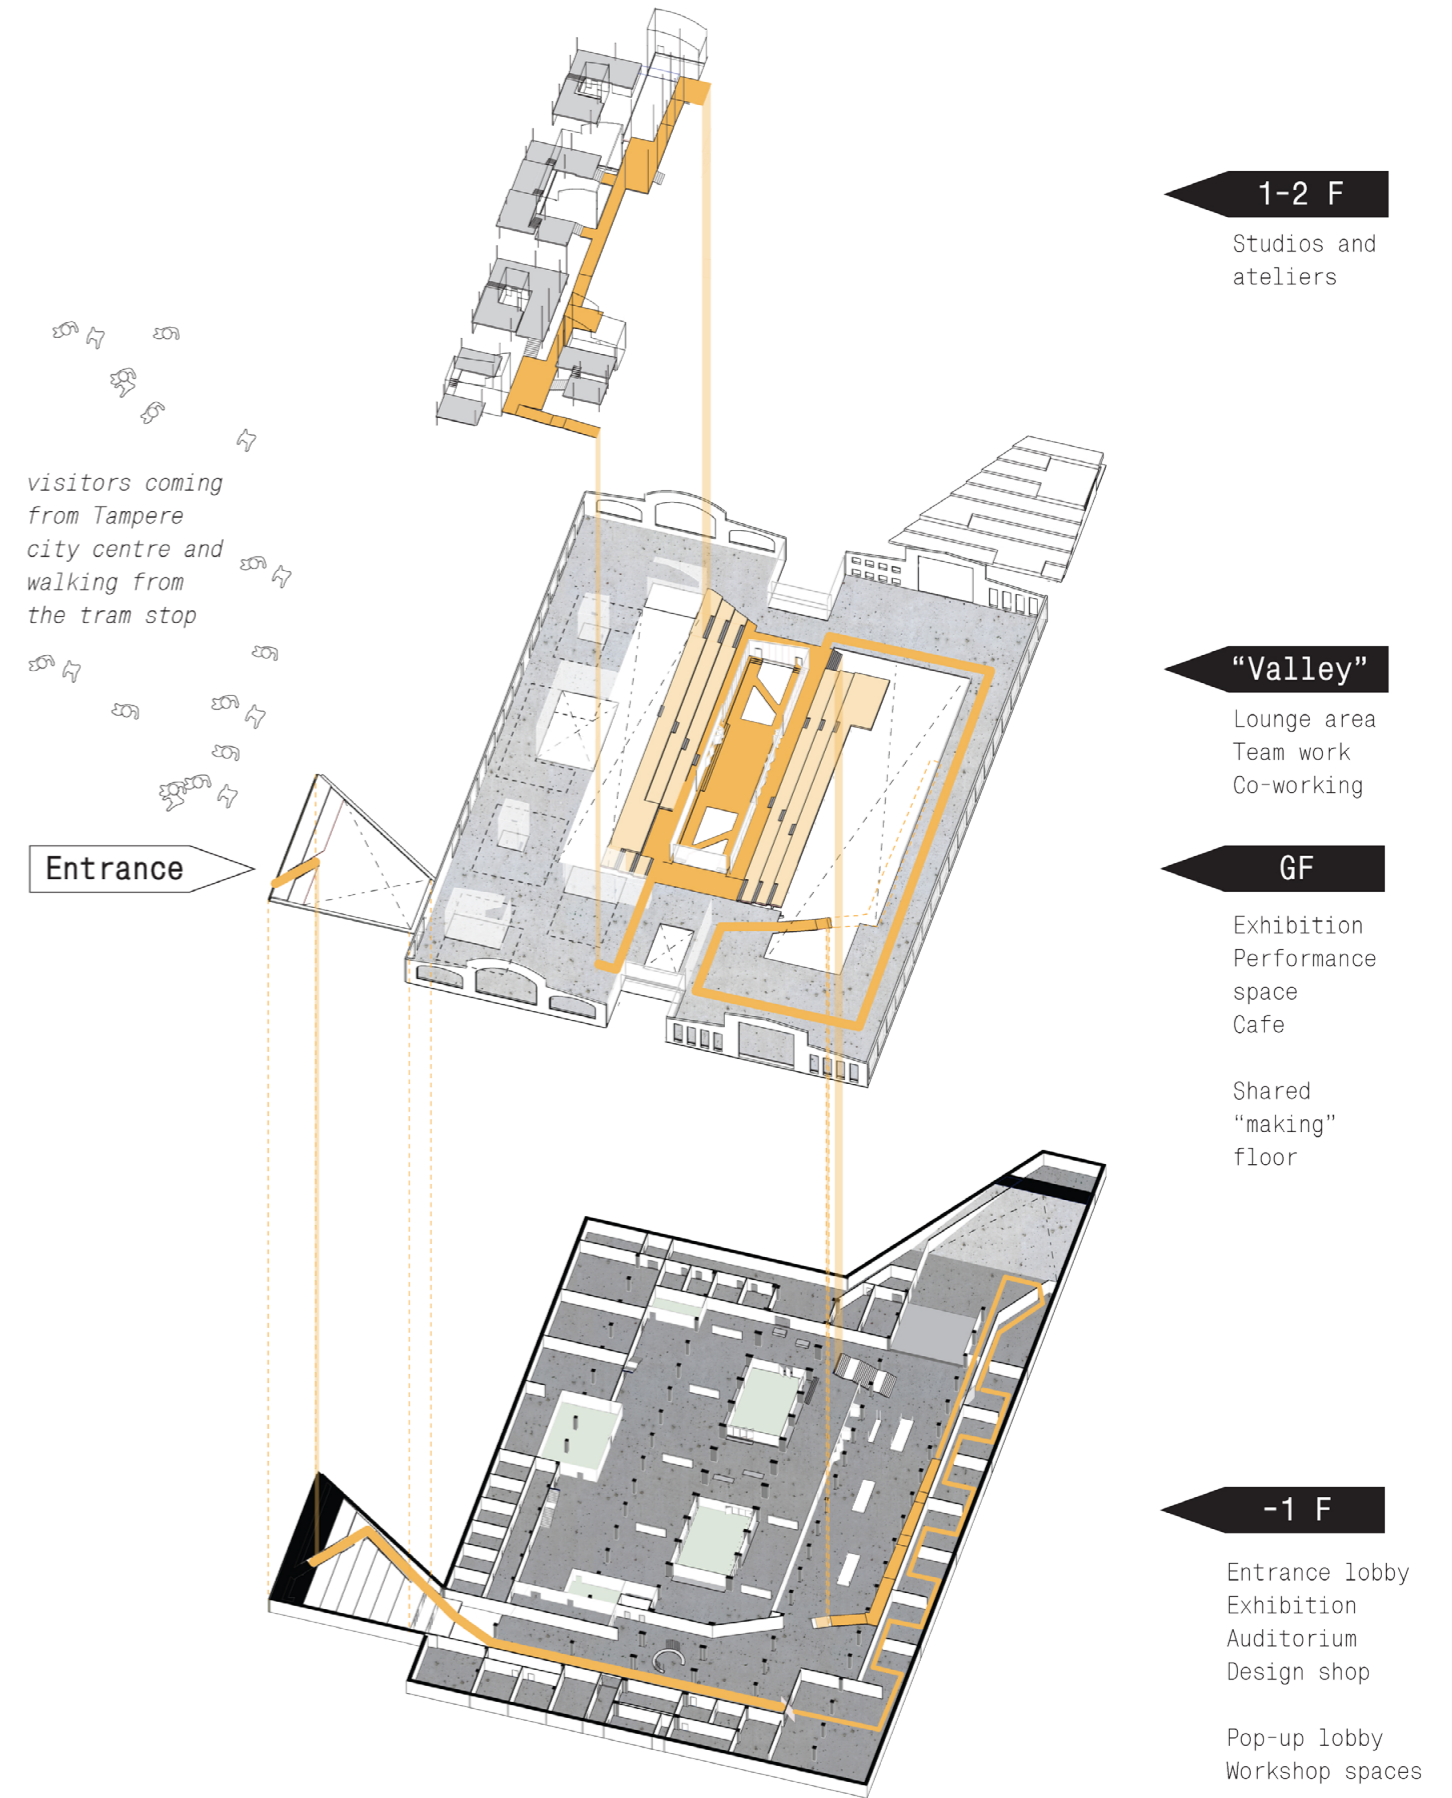 1-2 F
Studios and
ateliers
visitors coming
from Tampere
city centre and
walking from
the tram stop
Entrance
“Valley”
Lounge area
Team work
Co-working
GF
Exhibition
Performance
space
Cafe
Shared
“making”
floor
-1 F
Entrance lobby
Exhibition
Auditorium
Design shop
Pop-up lobby
Workshop spaces